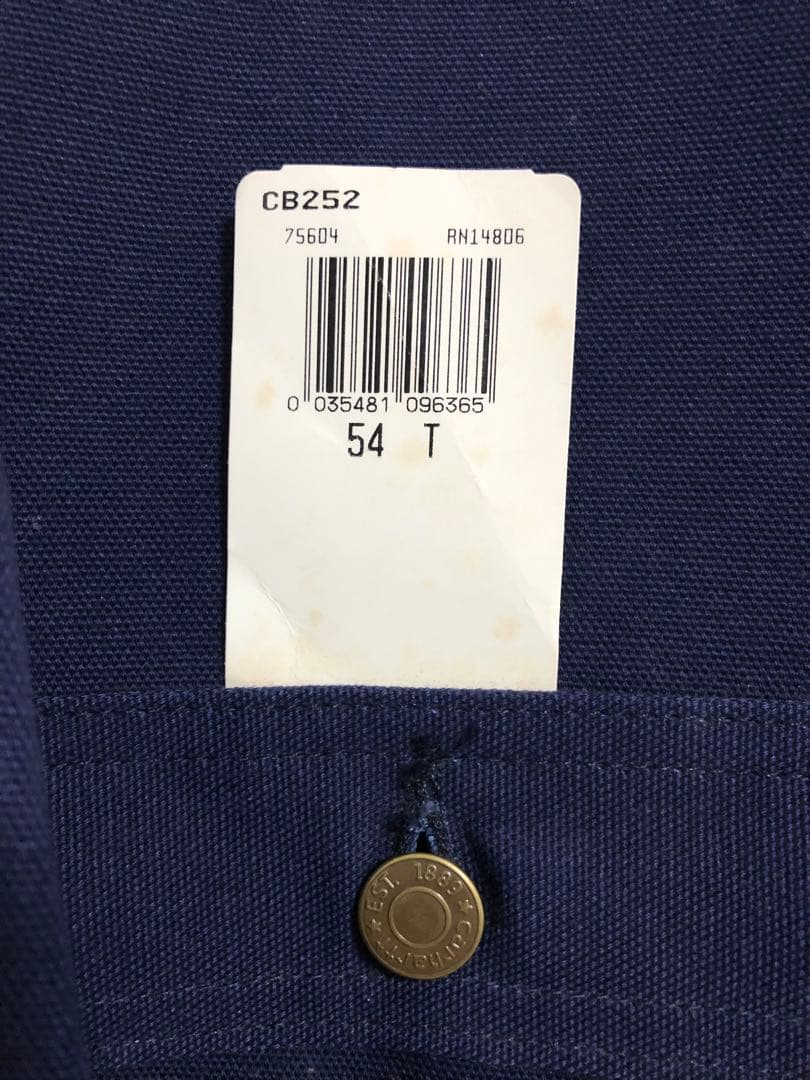 CB252
75604 RN14806
0 035481 096365
54 T
EST. 1889
Carhartt